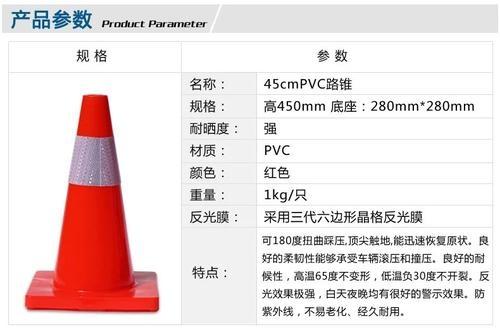 产品参数 Product Parameter
规格 参数
名称： 45cmPVC路锥
规格： 高450mm 底座：280mm*280mm
耐晒度： 强
材质： PVC
颜色： 红色
重量： 1kg/只
反光膜： 采用三代六边形晶格反光膜
特点：
可180度扭曲踩压,顶尖触地,能迅速恢复原状。良
好的柔韧性能够承受车辆滚压和撞压。良好的耐
候性，高温65度不变形，低温负30度不开裂。反
光效果极强，白天夜晚均有很好的警示效果。防
紫外线，不易老化、经久耐用。